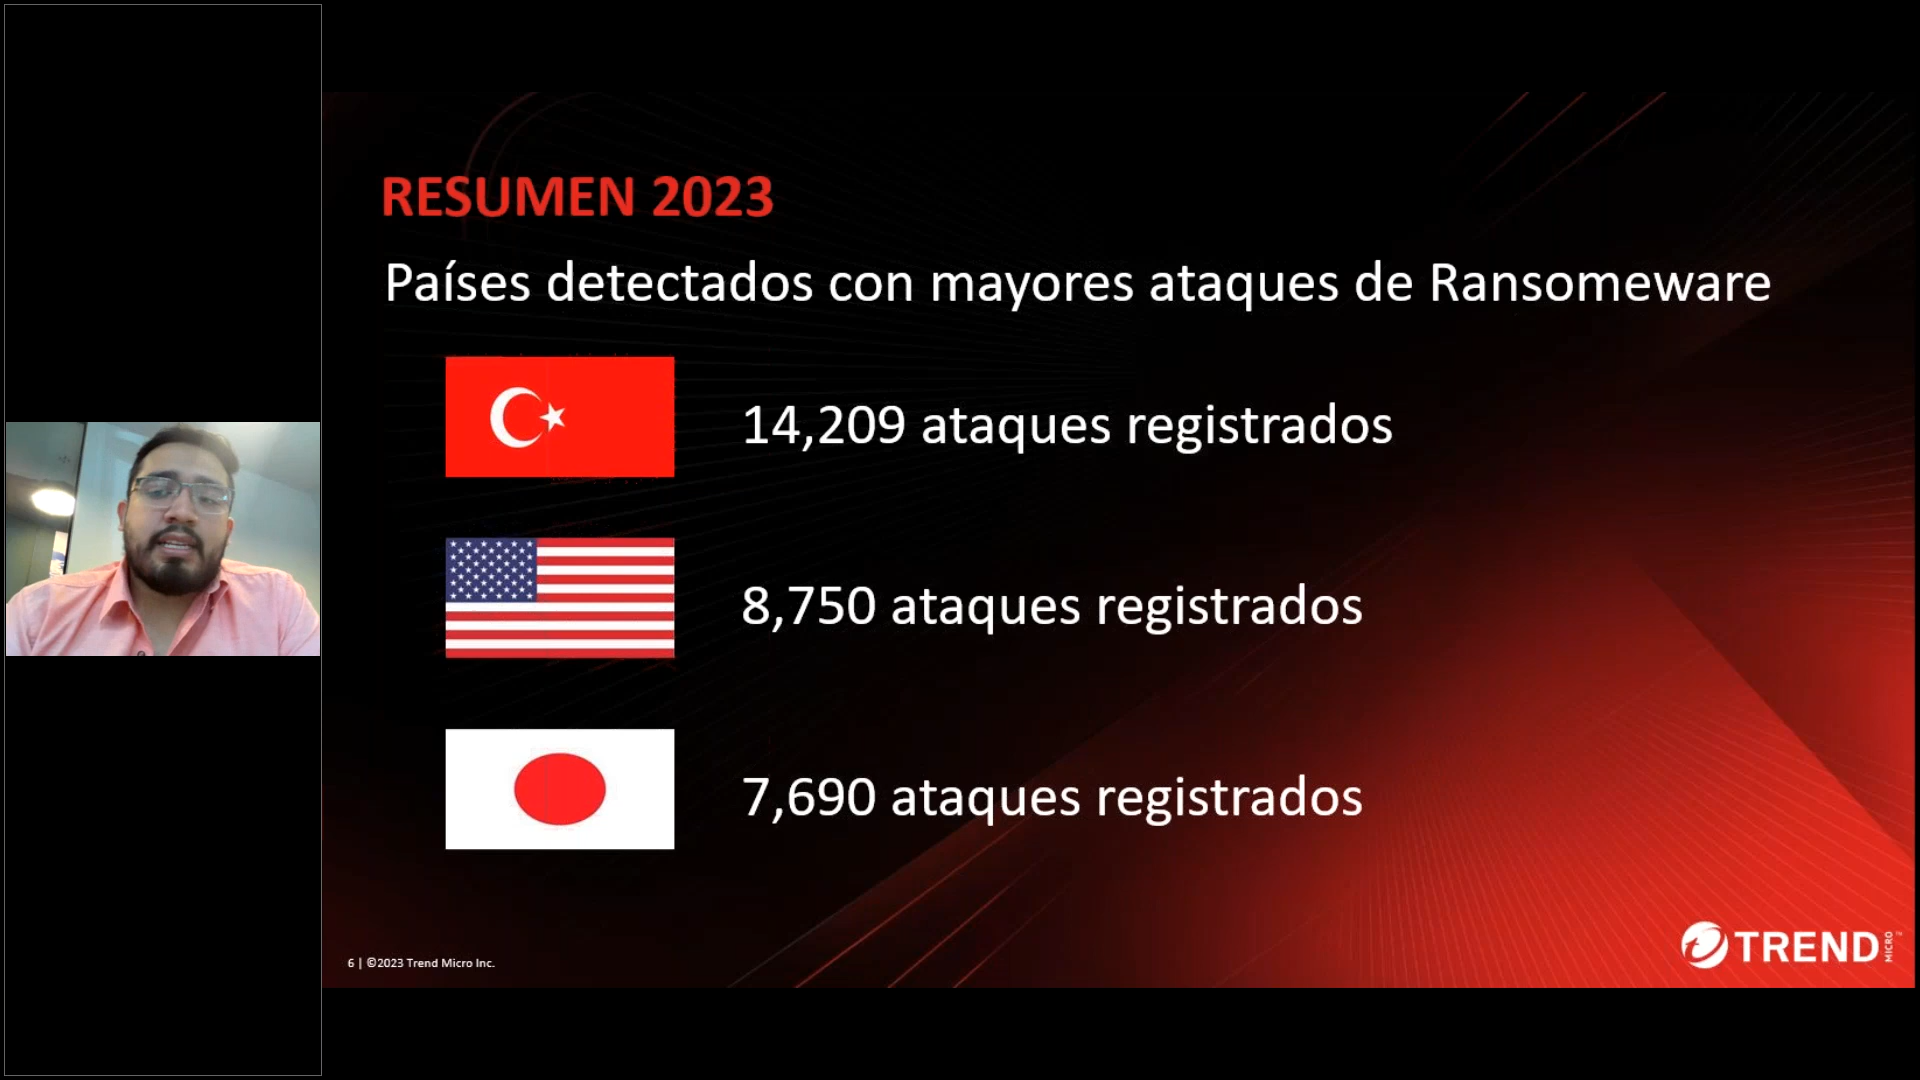 RESUMEN 2023
Países detectados con mayores ataques de Ransomeware
14,209 ataques registrados
8,750 ataques registrados
7,690 ataques registrados
6 | ©2023 Trend Micro Inc.
TREND MICRO™